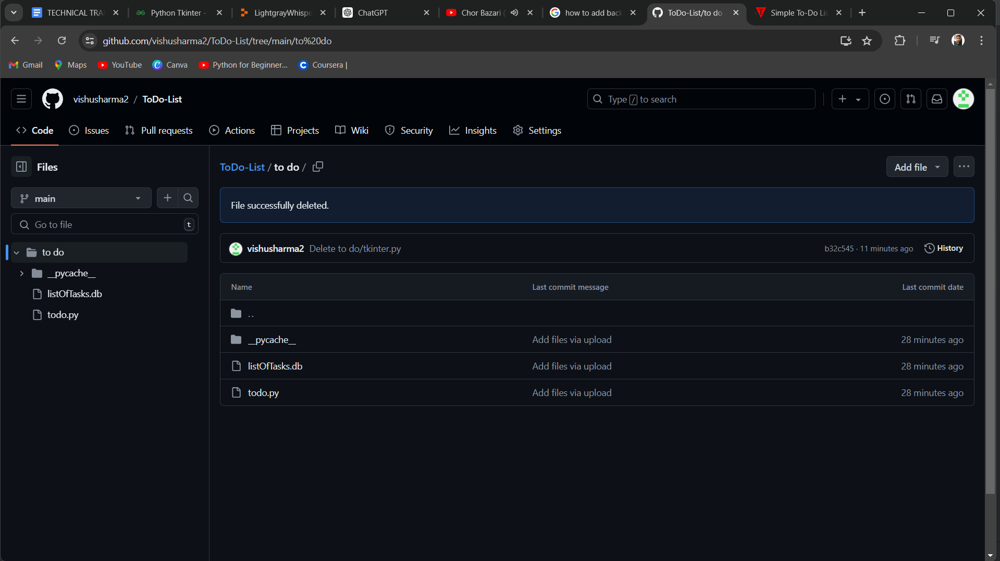 TECHNICAL TRA
Python Tkinter -
LightgrayWhispe
ChatGPT
Chor Bazari (
how to add back
ToDo-List/to do
Simple To-Do Lis
github.com/vishusharma2/ToDo-List/tree/main/to%20do
Gmail
Maps
YouTube
Canva
Python for Beginner...
Coursera |
vishusharma2 / ToDo-List
Type / to search
Code
Issues
Pull requests
Actions
Projects
Wiki
Security
Insights
Settings
Files
main
Go to file
t
to do
__pycache__
listOfTasks.db
todo.py
ToDo-List / to do /
Add file
File successfully deleted.
vishusharma2 Delete to do/tkinter.py
b32c545 · 11 minutes ago
History
Name Last commit message Last commit date
..
__pycache__ Add files via upload 28 minutes ago
listOfTasks.db Add files via upload 28 minutes ago
todo.py Add files via upload 28 minutes ago